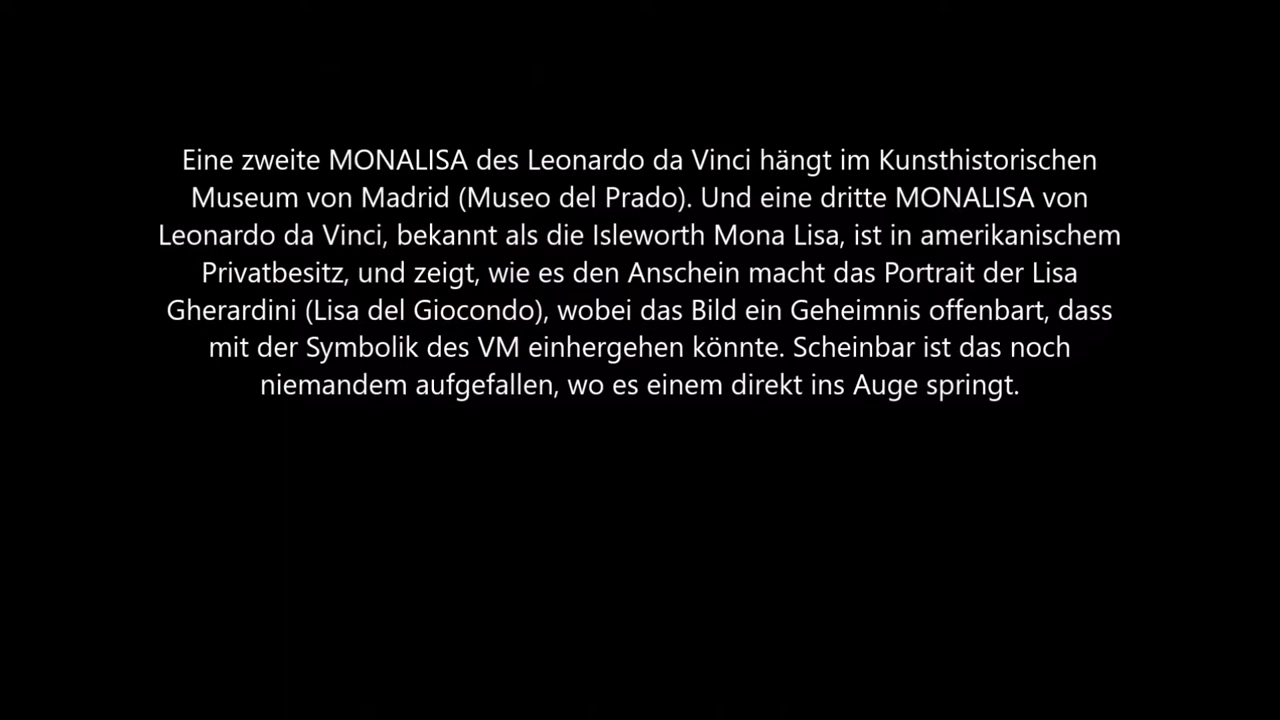 Eine zweite MONALISA des Leonardo da Vinci hängt im Kunsthistorischen
Museum von Madrid (Museo del Prado). Und eine dritte MONALISA von
Leonardo da Vinci, bekannt als die Isleworth Mona Lisa, ist in amerikanischem
Privatbesitz, und zeigt, wie es den Anschein macht das Portrait der Lisa
Gherardini (Lisa del Giocondo), wobei das Bild ein Geheimnis offenbart, dass
mit der Symbolik des VM einhergehen könnte. Scheinbar ist das noch
niemandem aufgefallen, wo es einem direkt ins Auge springt.